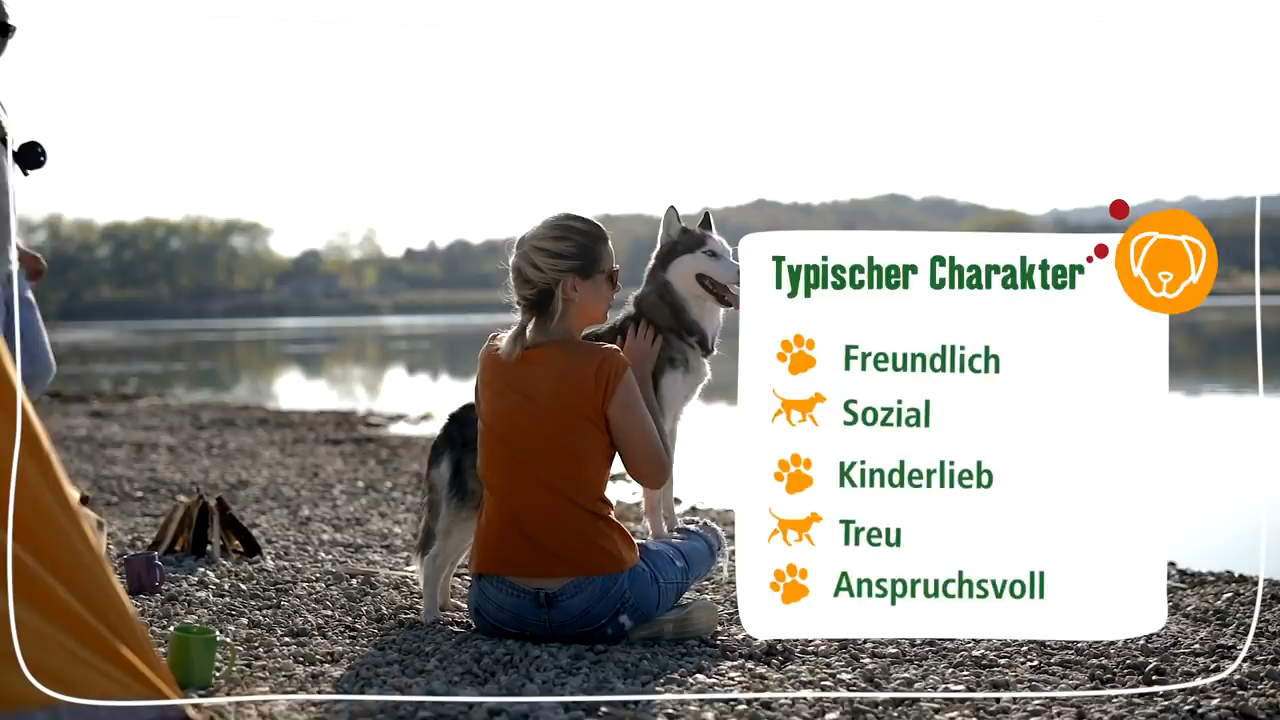 Typischer Charakter
Freundlich
Sozial
Kinderlieb
Treu
Anspruchsvoll